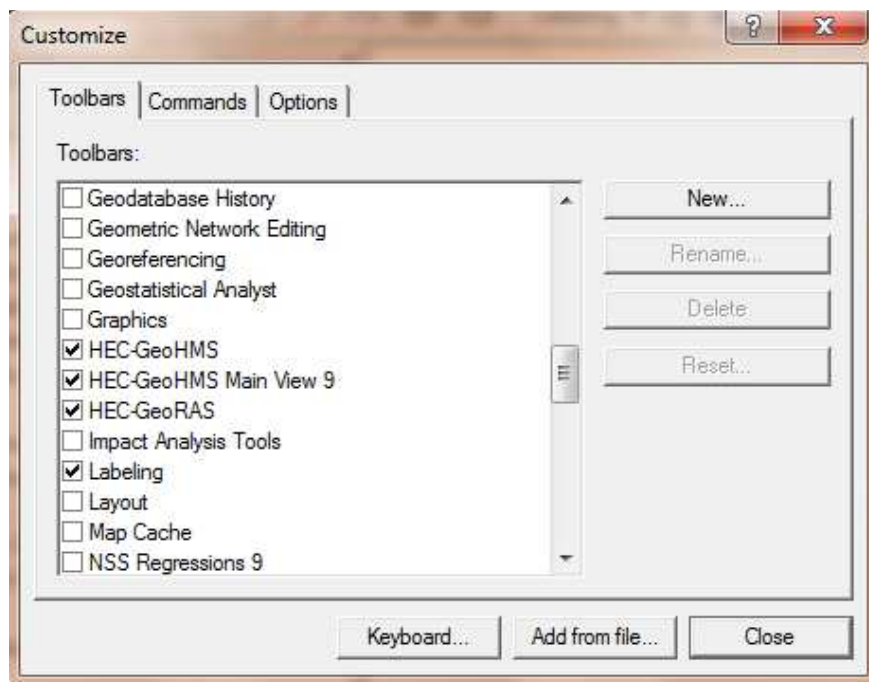 Customize
Toolbars Commands Options
Toolbars:
Geodatabase History
Geometric Network Editing
Georeferencing
Geostatistical Analyst
Graphics
HEC-GeoHMS
HEC-GeoHMS Main View 9
HEC-GeoRAS
Impact Analysis Tools
Labeling
Layout
Map Cache
NSS Regressions 9
New...
Rename...
Delete
Reset...
Keyboard... Add from file... Close